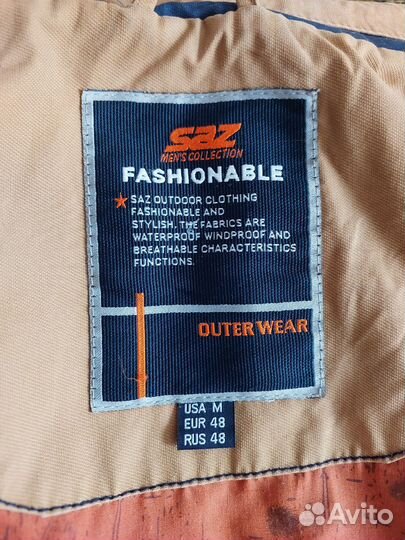 saz
MEN'S COLLECTION
FASHIONABLE
SAZ OUTDOOR CLOTHING
FASHIONABLE AND
STYLISH. THE FABRICS ARE
WATERPROOF WINDPROOF AND
BREATHABLE CHARACTERISTICS
FUNCTIONS.
OUTER WEAR
USA M
EUR 48
RUS 48
Avito